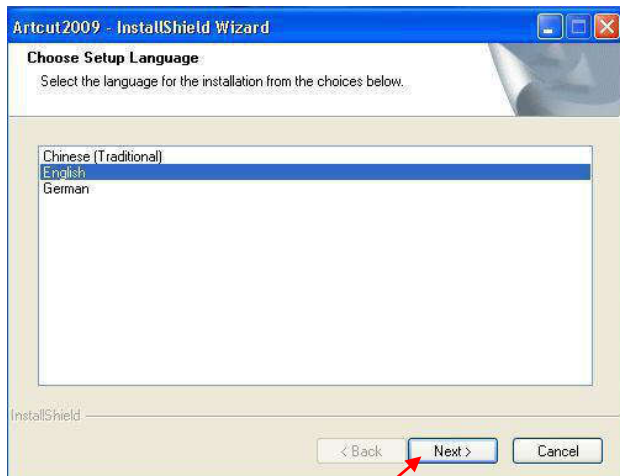 Artcut2009 - InstallShield Wizard
Choose Setup Language
Select the language for the installation from the choices below.
Chinese (Traditional)
English
German
InstallShield
< Back Next > Cancel